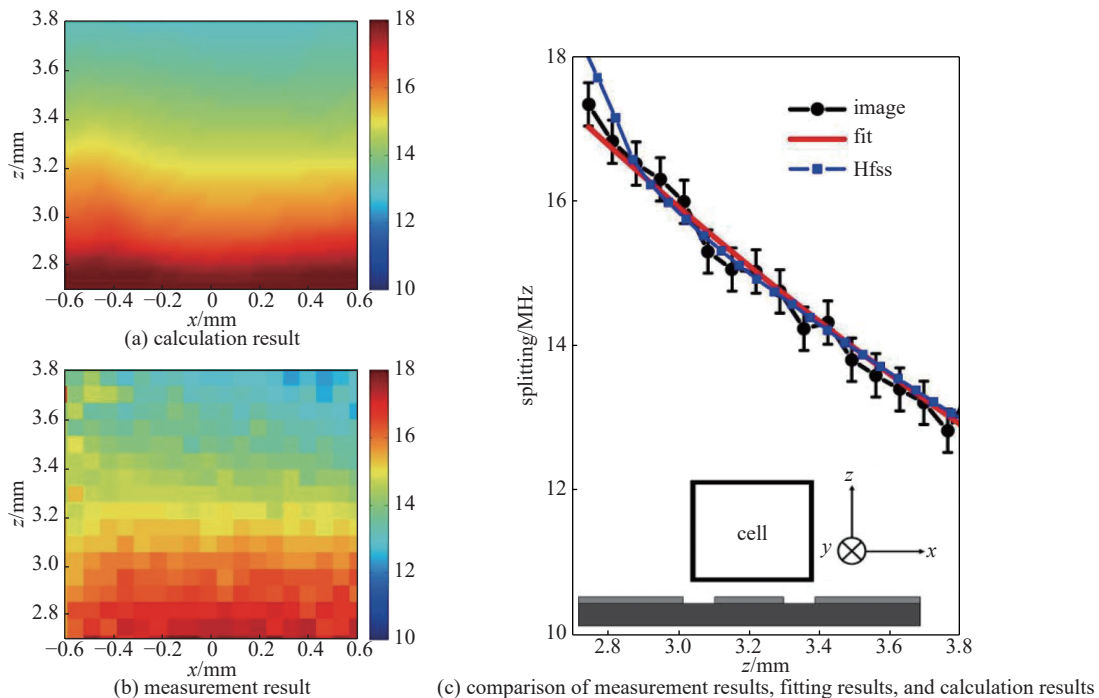 3.8
3.6
3.4
3.2
3.0
2.8
z/mm
−0.6 −0.4 −0.2 0 0.2 0.4 0.6
x/mm
18
16
14
12
10
(a) calculation result
3.8
3.6
3.4
3.2
3.0
2.8
z/mm
−0.6 −0.4 −0.2 0 0.2 0.4 0.6
x/mm
18
16
14
12
10
(b) measurement result
18
16
14
12
10
splitting/MHz
image
fit
Hfss
cell
z
y
x
2.8 3.0 3.2 3.4 3.6 3.8
z/mm
(c) comparison of measurement results, fitting results, and calculation results